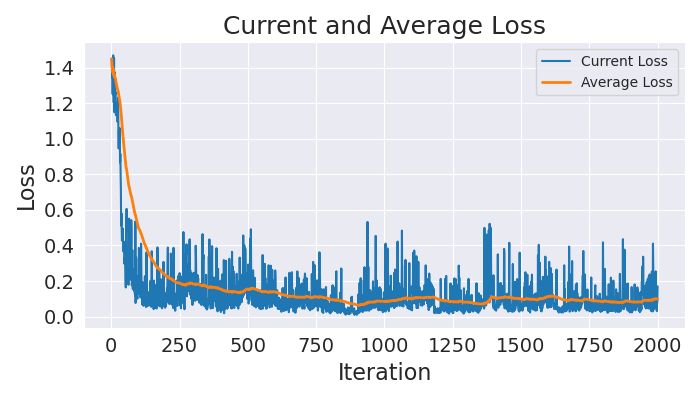 Current and Average Loss
Current Loss
Average Loss
Loss
1.4
1.2
1.0
0.8
0.6
0.4
0.2
0.0
0 250 500 750 1000 1250 1500 1750 2000
Iteration